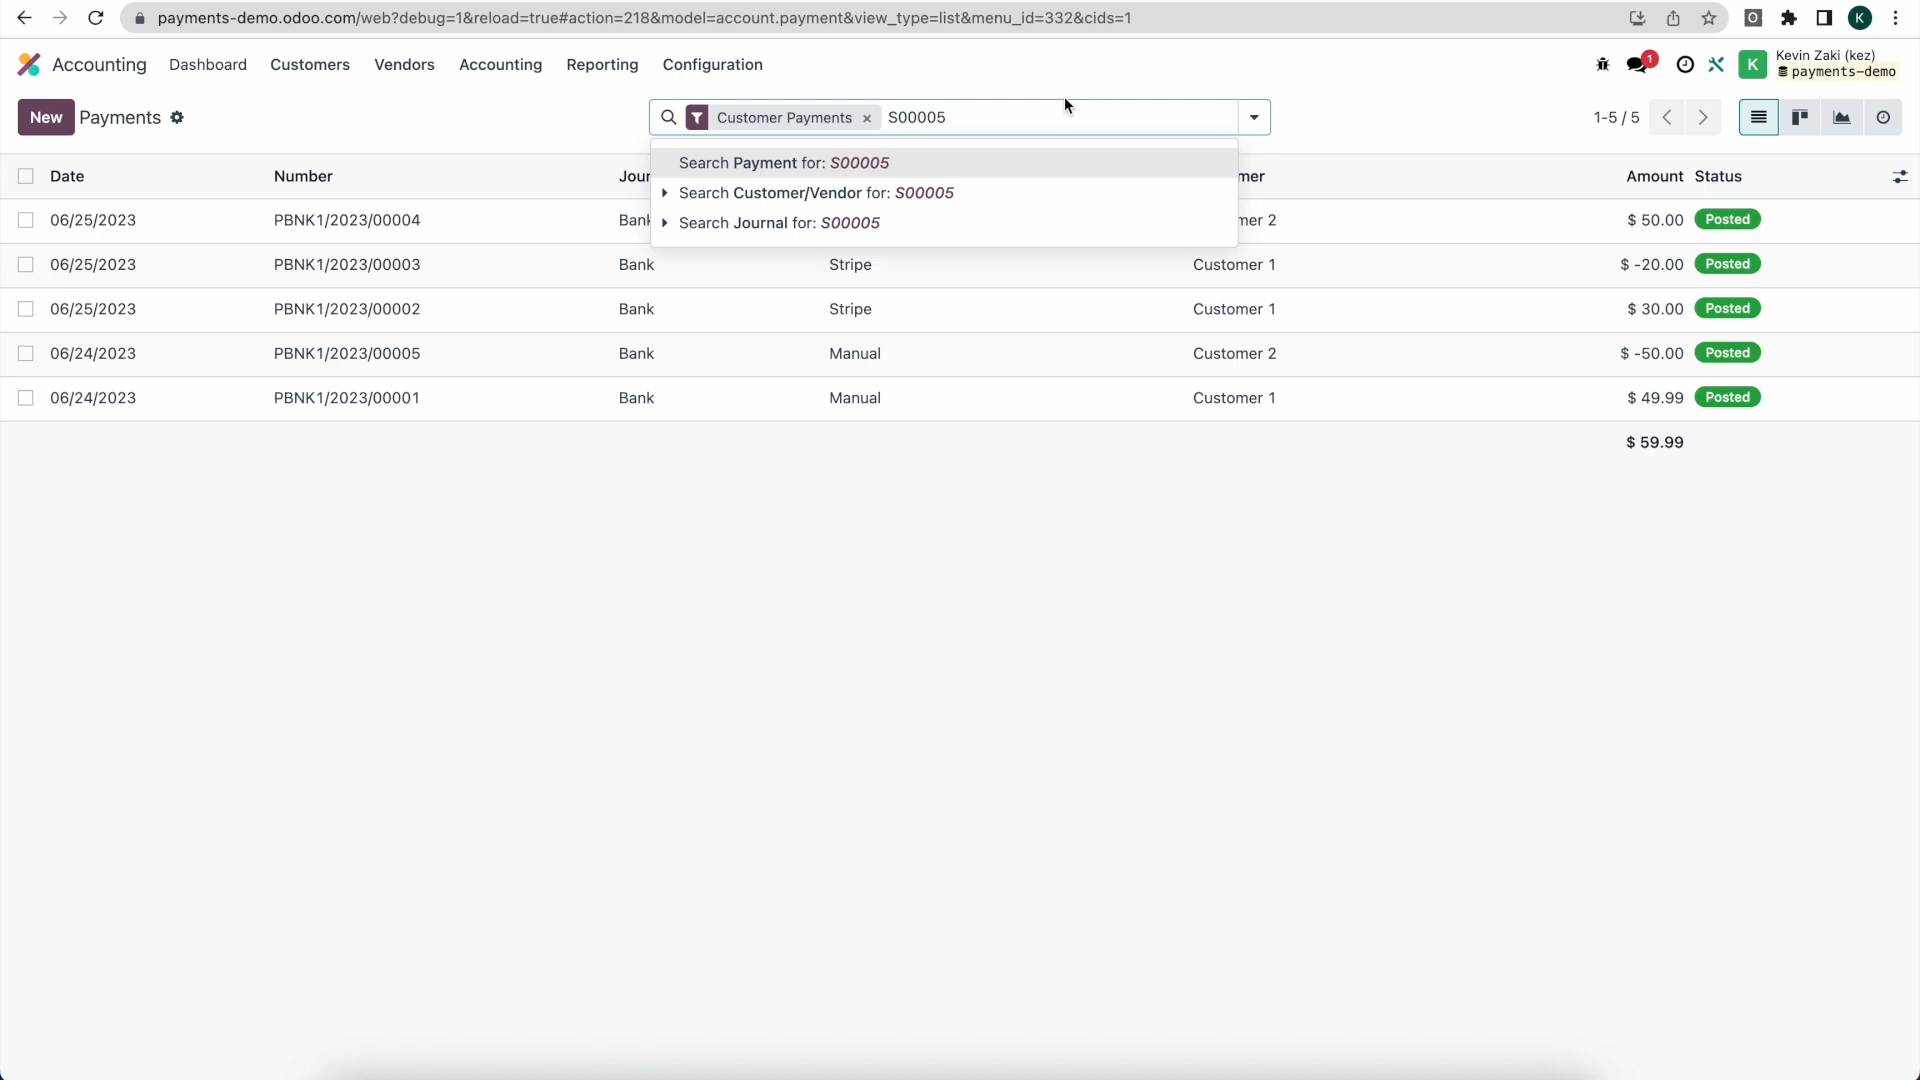 payments-demo.odoo.com/web?debug=1&reload=true#action=218&model=account.payment&view_type=list&menu_id=332&cids=1 O K
Accounting Dashboard Customers Vendors Accounting Reporting Configuration 1 K Kevin Zaki (kez)
payments-demo
New Payments Customer Payments × S00005 1-5 / 5
Search Payment for: S00005
Search Customer/Vendor for: S00005
Search Journal for: S00005
Date Number Jour mer Amount Status
06/25/2023 PBNK1/2023/00004 Bank mer 2 $ 50.00 Posted
06/25/2023 PBNK1/2023/00003 Bank Stripe Customer 1 $ -20.00 Posted
06/25/2023 PBNK1/2023/00002 Bank Stripe Customer 1 $ 30.00 Posted
06/24/2023 PBNK1/2023/00005 Bank Manual Customer 2 $ -50.00 Posted
06/24/2023 PBNK1/2023/00001 Bank Manual Customer 1 $ 49.99 Posted
$ 59.99